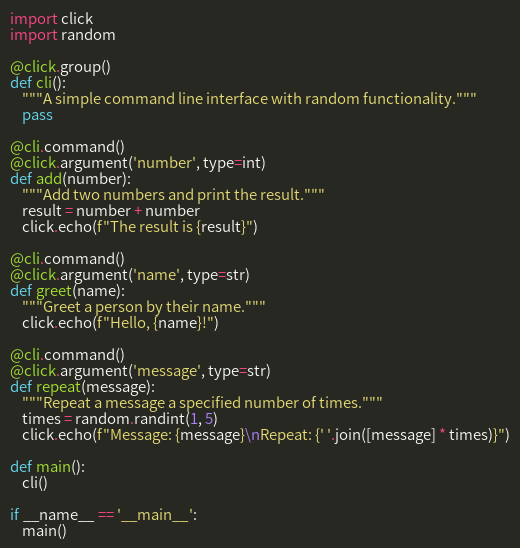 import click
import random

@click.group()
def cli():
    """A simple command line interface with random functionality."""
    pass

@cli.command()
@click.argument('number', type=int)
def add(number):
    """Add two numbers and print the result."""
    result = number + number
    click.echo(f"The result is {result}")

@cli.command()
@click.argument('name', type=str)
def greet(name):
    """Greet a person by their name."""
    click.echo(f"Hello, {name}!")

@cli.command()
@click.argument('message', type=str)
def repeat(message):
    """Repeat a message a specified number of times."""
    times = random.randint(1, 5)
    click.echo(f"Message: {message}\nRepeat: {' '.join([message] * times)}")

def main():
    cli()

if __name__ == '__main__':
    main()